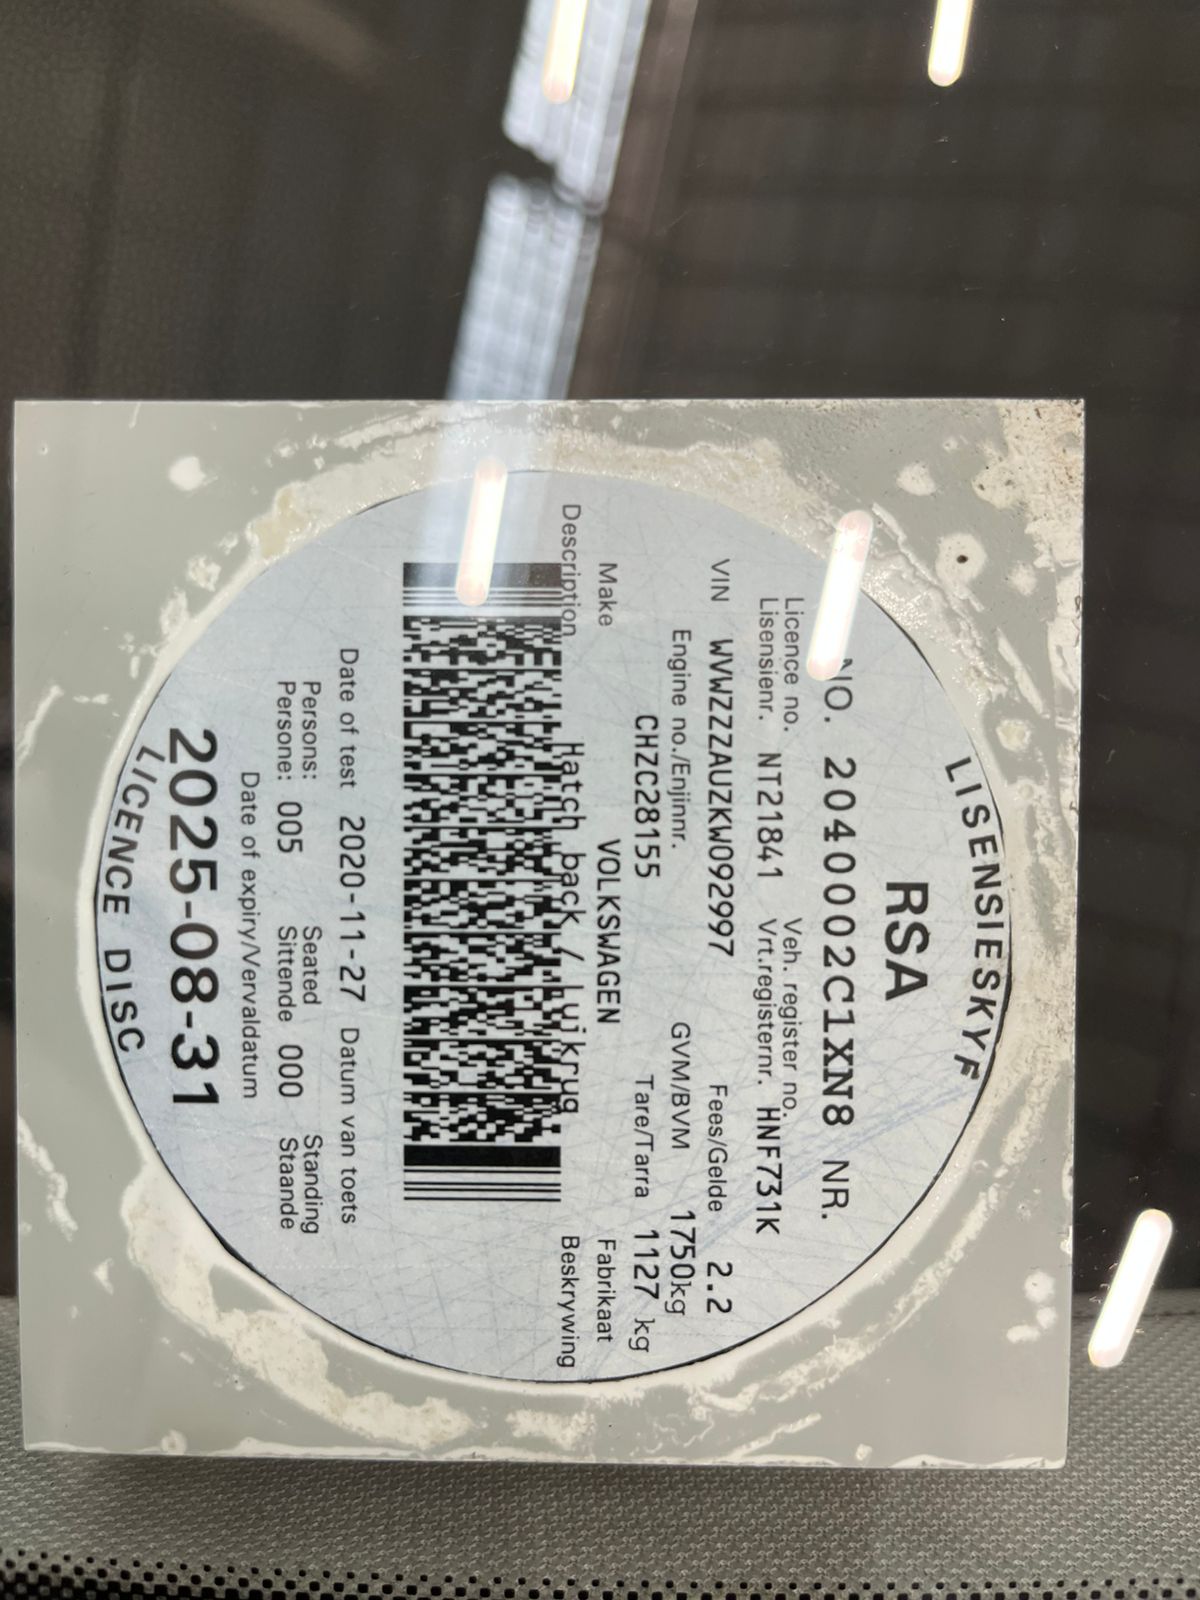 LISENSIESKYF
RSA
NO. 2040002C1XN8 NR.
Licence no. Veh. register no.
Lisensienr. NT21841 Vrt.registernr. HNF731K
VIN WVWZZZAUZKW092997 Fees/Gelde 2.2
Engine no./Enjinnr. GVM/BVM 1750kg
CHZC28155 Tare/Tarra 1127 kg
Make VOLKSWAGEN Fabrikaat
Description Hatch back / luikrug Beskrywing
Date of test 2020-11-27 Datum van toets
Persons: Seated Standing
Persone: 005 Sittende 000 Staande
Date of expiry/Vervaldatum
2025-08-31
LICENCE DISC